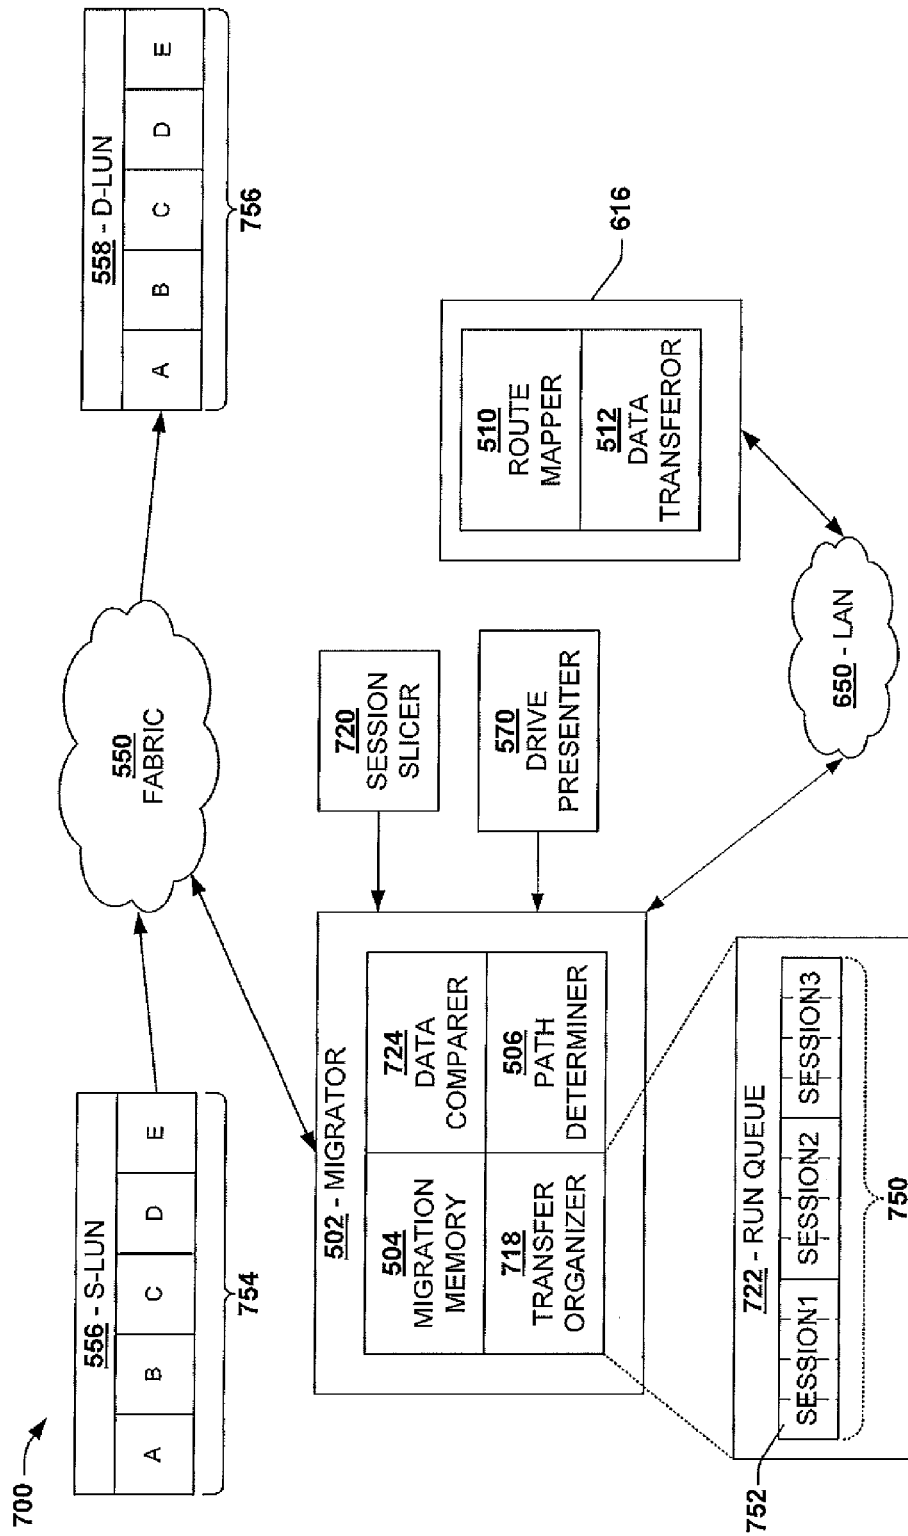 700
556 - S-LUN
A B C D E
754
550
FABRIC
558 - D-LUN
A B C D E
756
502 - MIGRATOR
504
MIGRATION
MEMORY
724
DATA
COMPARER
718
TRANSFER
ORGANIZER
506
PATH
DETERMINER
720
SESSION
SLICER
570
DRIVE
PRESENTER
510
ROUTE
MAPPER
512
DATA
TRANSFEROR
616
650 - LAN
722 - RUN QUEUE
SESSION1 SESSION2 SESSION3
752
750